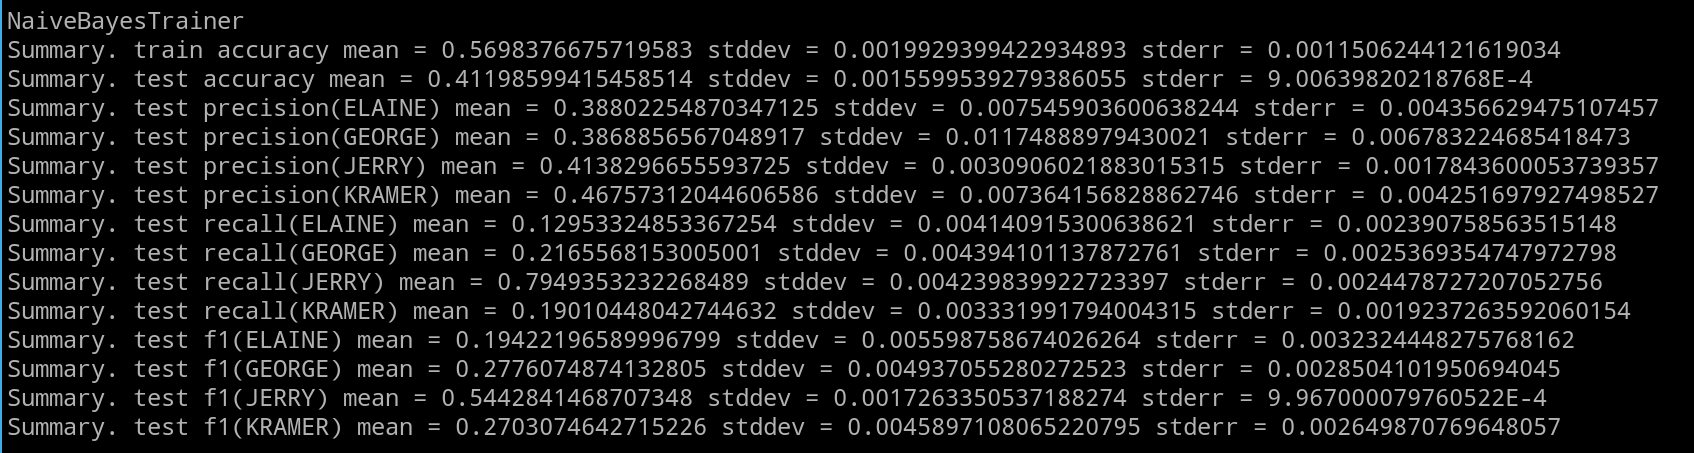 NaiveBayesTrainer
Summary. train accuracy mean = 0.5698376675719583 stddev = 0.0019929399422934893 stderr = 0.0011506244121619034
Summary. test accuracy mean = 0.41198599415458514 stddev = 0.0015599539279386055 stderr = 9.00639820218768E-4
Summary. test precision(ELAINE) mean = 0.38802254870347125 stddev = 0.007545903600638244 stderr = 0.004356629475107457
Summary. test precision(GEORGE) mean = 0.3868856567048917 stddev = 0.01174888979430021 stderr = 0.006783224685418473
Summary. test precision(JERRY) mean = 0.4138296655593725 stddev = 0.0030906021883015315 stderr = 0.0017843600053739357
Summary. test precision(KRAMER) mean = 0.46757312044606586 stddev = 0.007364156828862746 stderr = 0.004251697927498527
Summary. test recall(ELAINE) mean = 0.12953324853367254 stddev = 0.004140915300638621 stderr = 0.002390758563515148
Summary. test recall(GEORGE) mean = 0.2165568153005001 stddev = 0.004394101137872761 stderr = 0.0025369354747972798
Summary. test recall(JERRY) mean = 0.7949353232268489 stddev = 0.004239839922723397 stderr = 0.0024478727207052756
Summary. test recall(KRAMER) mean = 0.19010448042744632 stddev = 0.003331991794004315 stderr = 0.0019237263592060154
Summary. test f1(ELAINE) mean = 0.19422196589996799 stddev = 0.005598758674026264 stderr = 0.0032324448275768162
Summary. test f1(GEORGE) mean = 0.2776074874132805 stddev = 0.004937055280272523 stderr = 0.0028504101950694045
Summary. test f1(JERRY) mean = 0.5442841468707348 stddev = 0.0017263350537188274 stderr = 9.967000079760522E-4
Summary. test f1(KRAMER) mean = 0.2703074642715226 stddev = 0.0045897108065220795 stderr = 0.002649870769648057